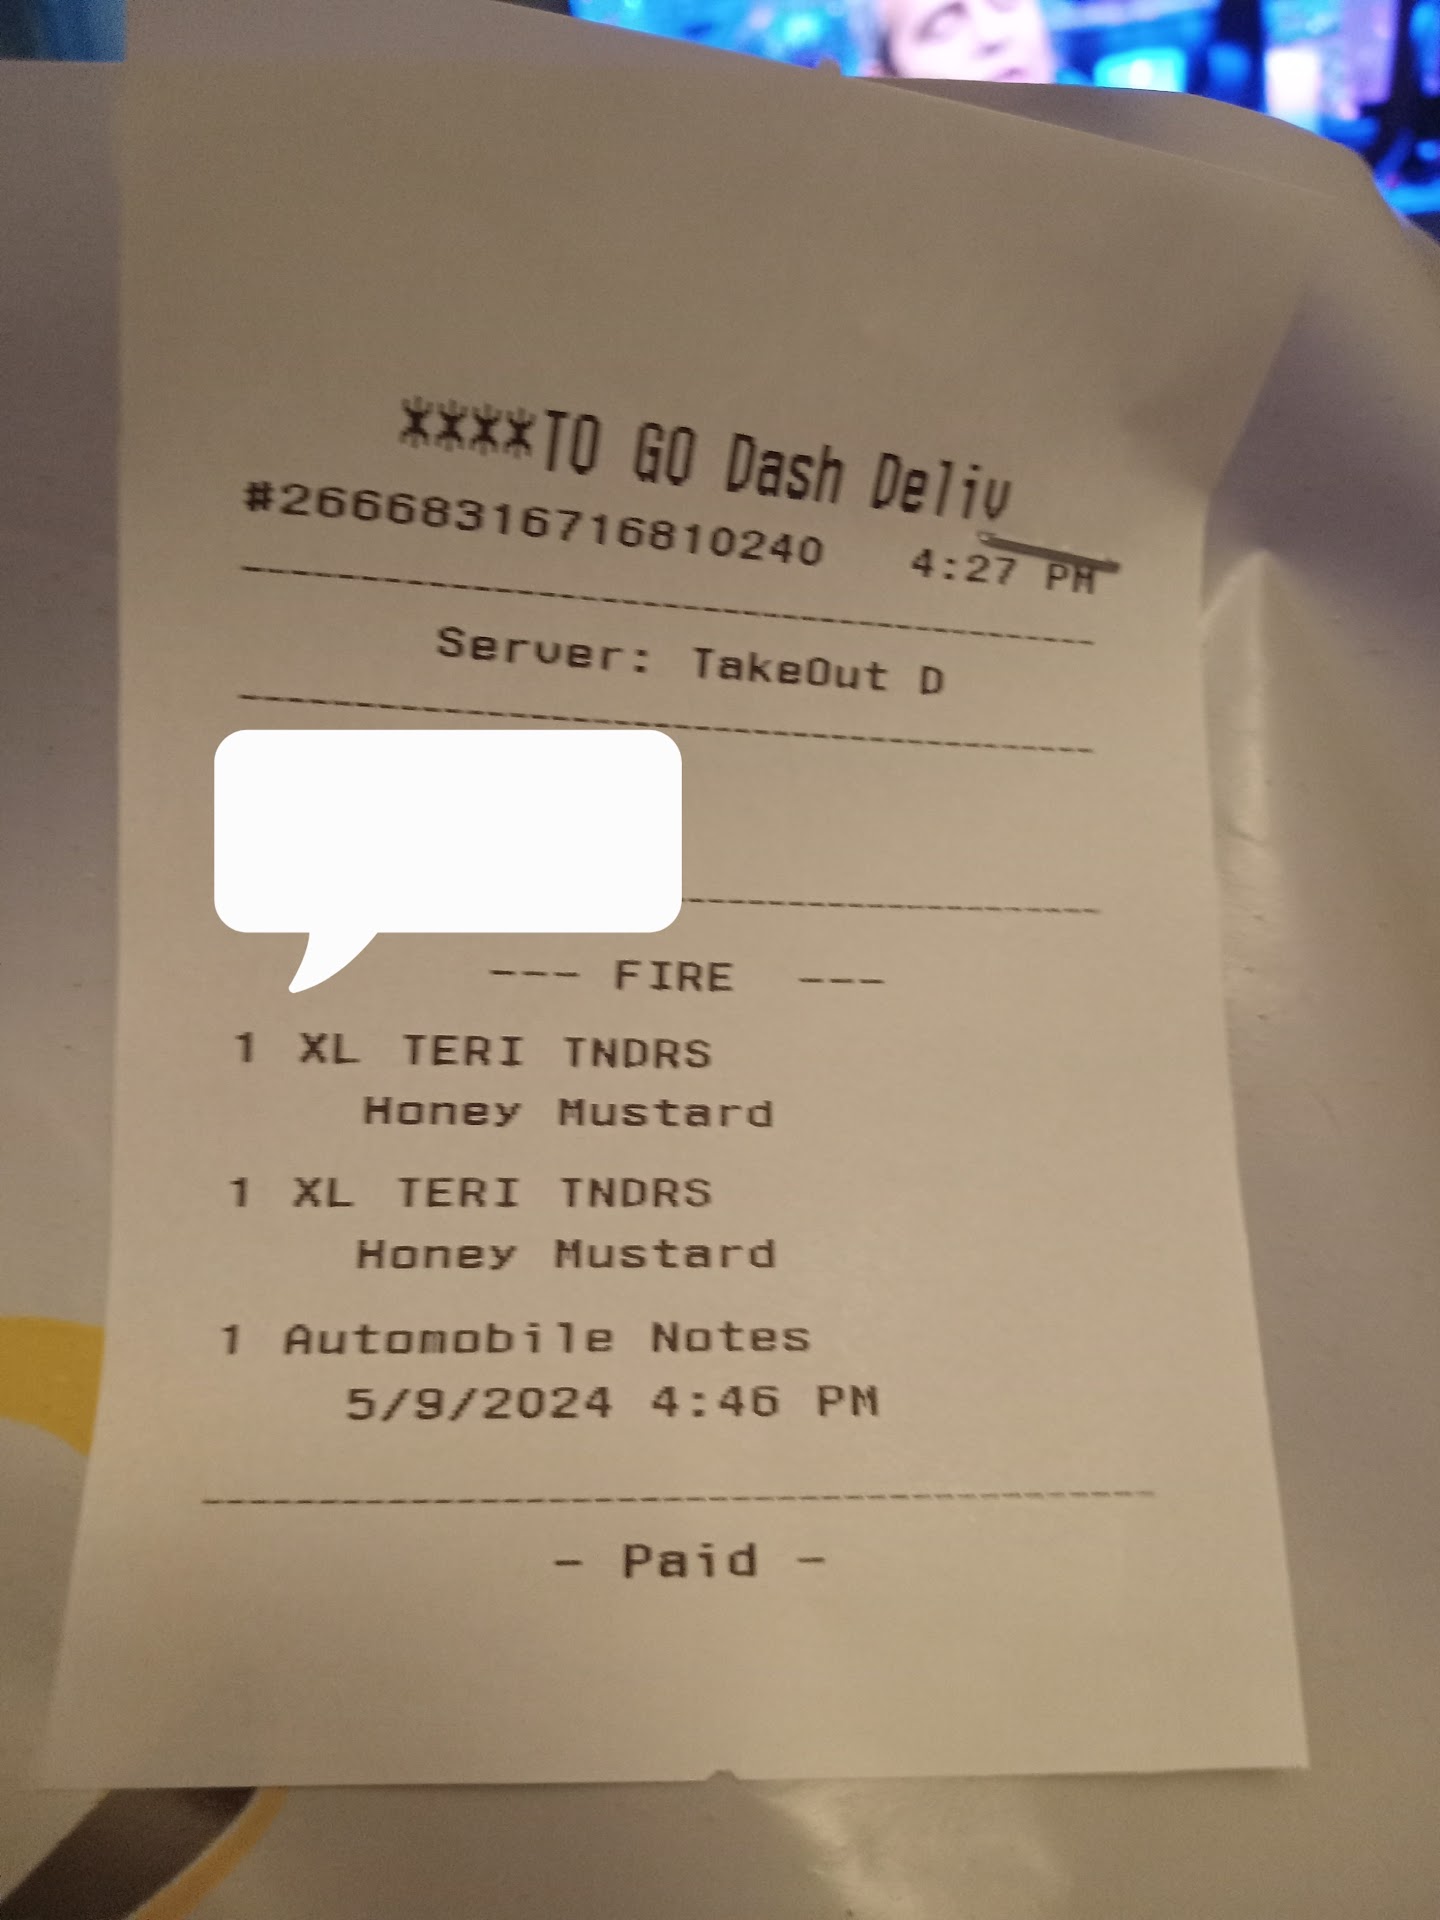 ****TO GO Dash Deliv
#26668316716810240 4:27 PM
Server: TakeOut D
--- FIRE ---
1 XL TERI TNDRS
Honey Mustard
1 XL TERI TNDRS
Honey Mustard
1 Automobile Notes
5/9/2024 4:46 PM
- Paid -